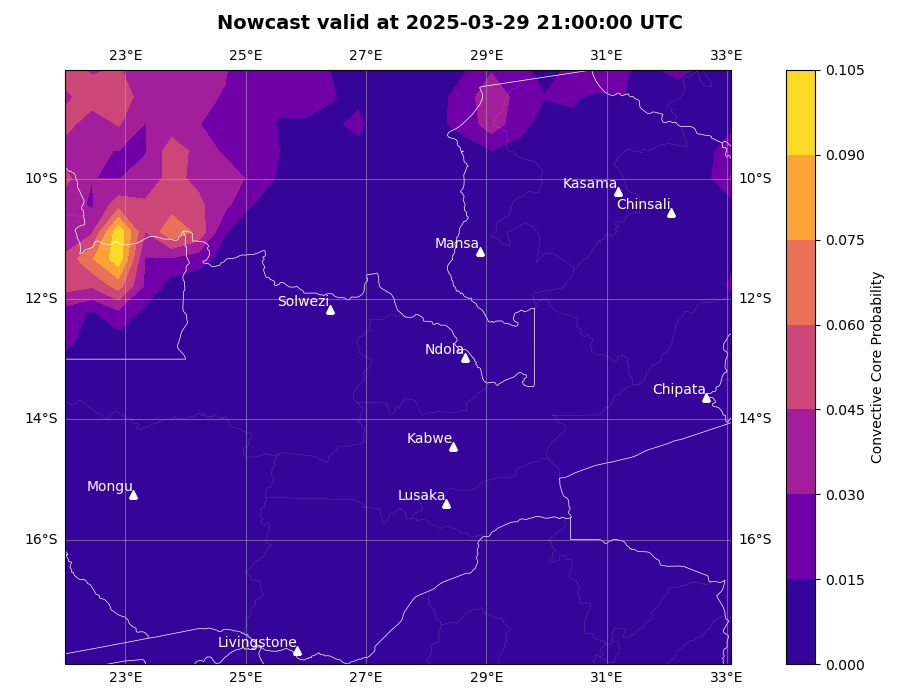 Nowcast valid at 2025-03-29 21:00:00 UTC
23°E 25°E 27°E 29°E 31°E 33°E
0.105
0.090
10°S 10°S
Kasama
Chinsali
0.075
Mansa
12°S 12°S
Solwezi
0.060
Ndola
Chipata
0.045
14°S 14°S
Kabwe
Mongu
Lusaka
0.030
16°S 16°S
0.015
Livingstone
0.000
23°E 25°E 27°E 29°E 31°E 33°E
Convective Core Probability